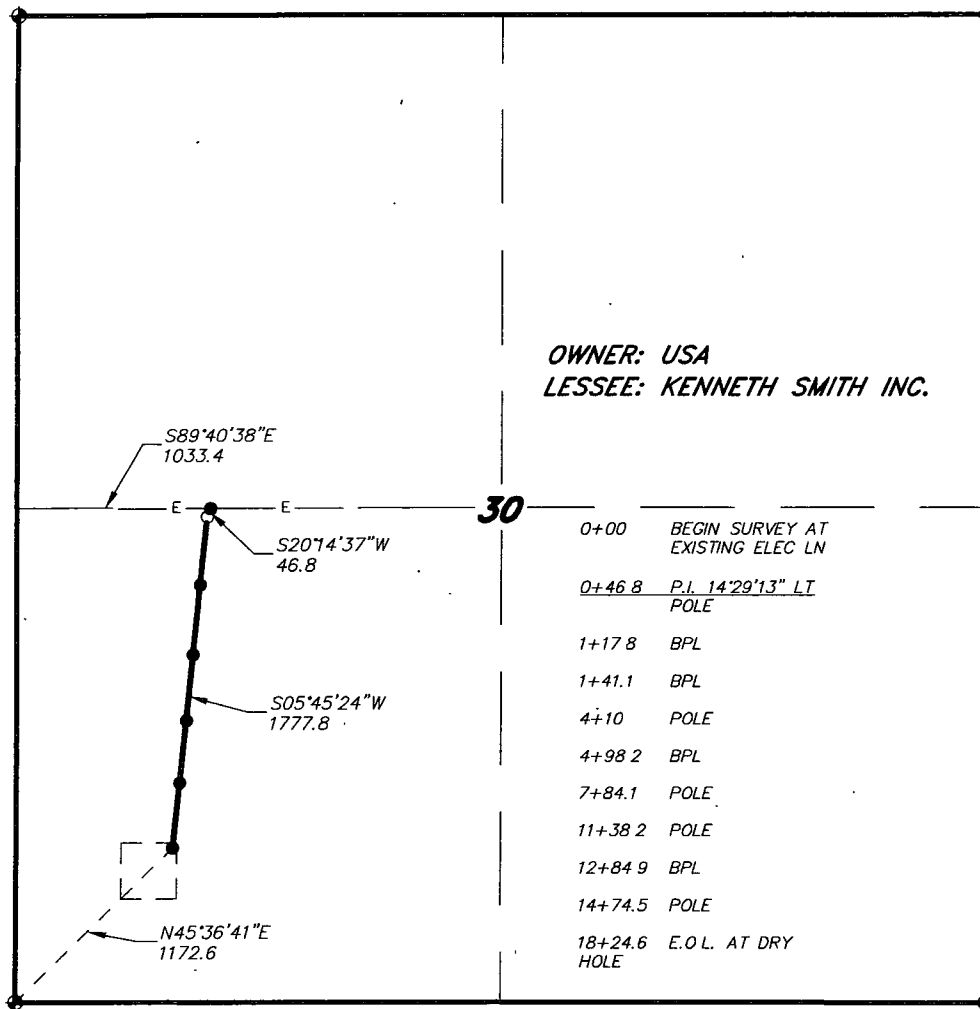 OWNER: USA
LESSEE: KENNETH SMITH INC.
S89°40'38"E
1033.4
E E
30
S20°14'37"W
46.8
0+00 BEGIN SURVEY AT
EXISTING ELEC LN
0+46 8 P.I. 14°29'13" LT
POLE
1+17 8 BPL
1+41.1 BPL
S05°45'24"W
1777.8
4+10 POLE
4+98 2 BPL
7+84.1 POLE
11+38 2 POLE
12+84 9 BPL
14+74.5 POLE
18+24.6 E.O L. AT DRY
HOLE
N45°36'41"E
1172.6